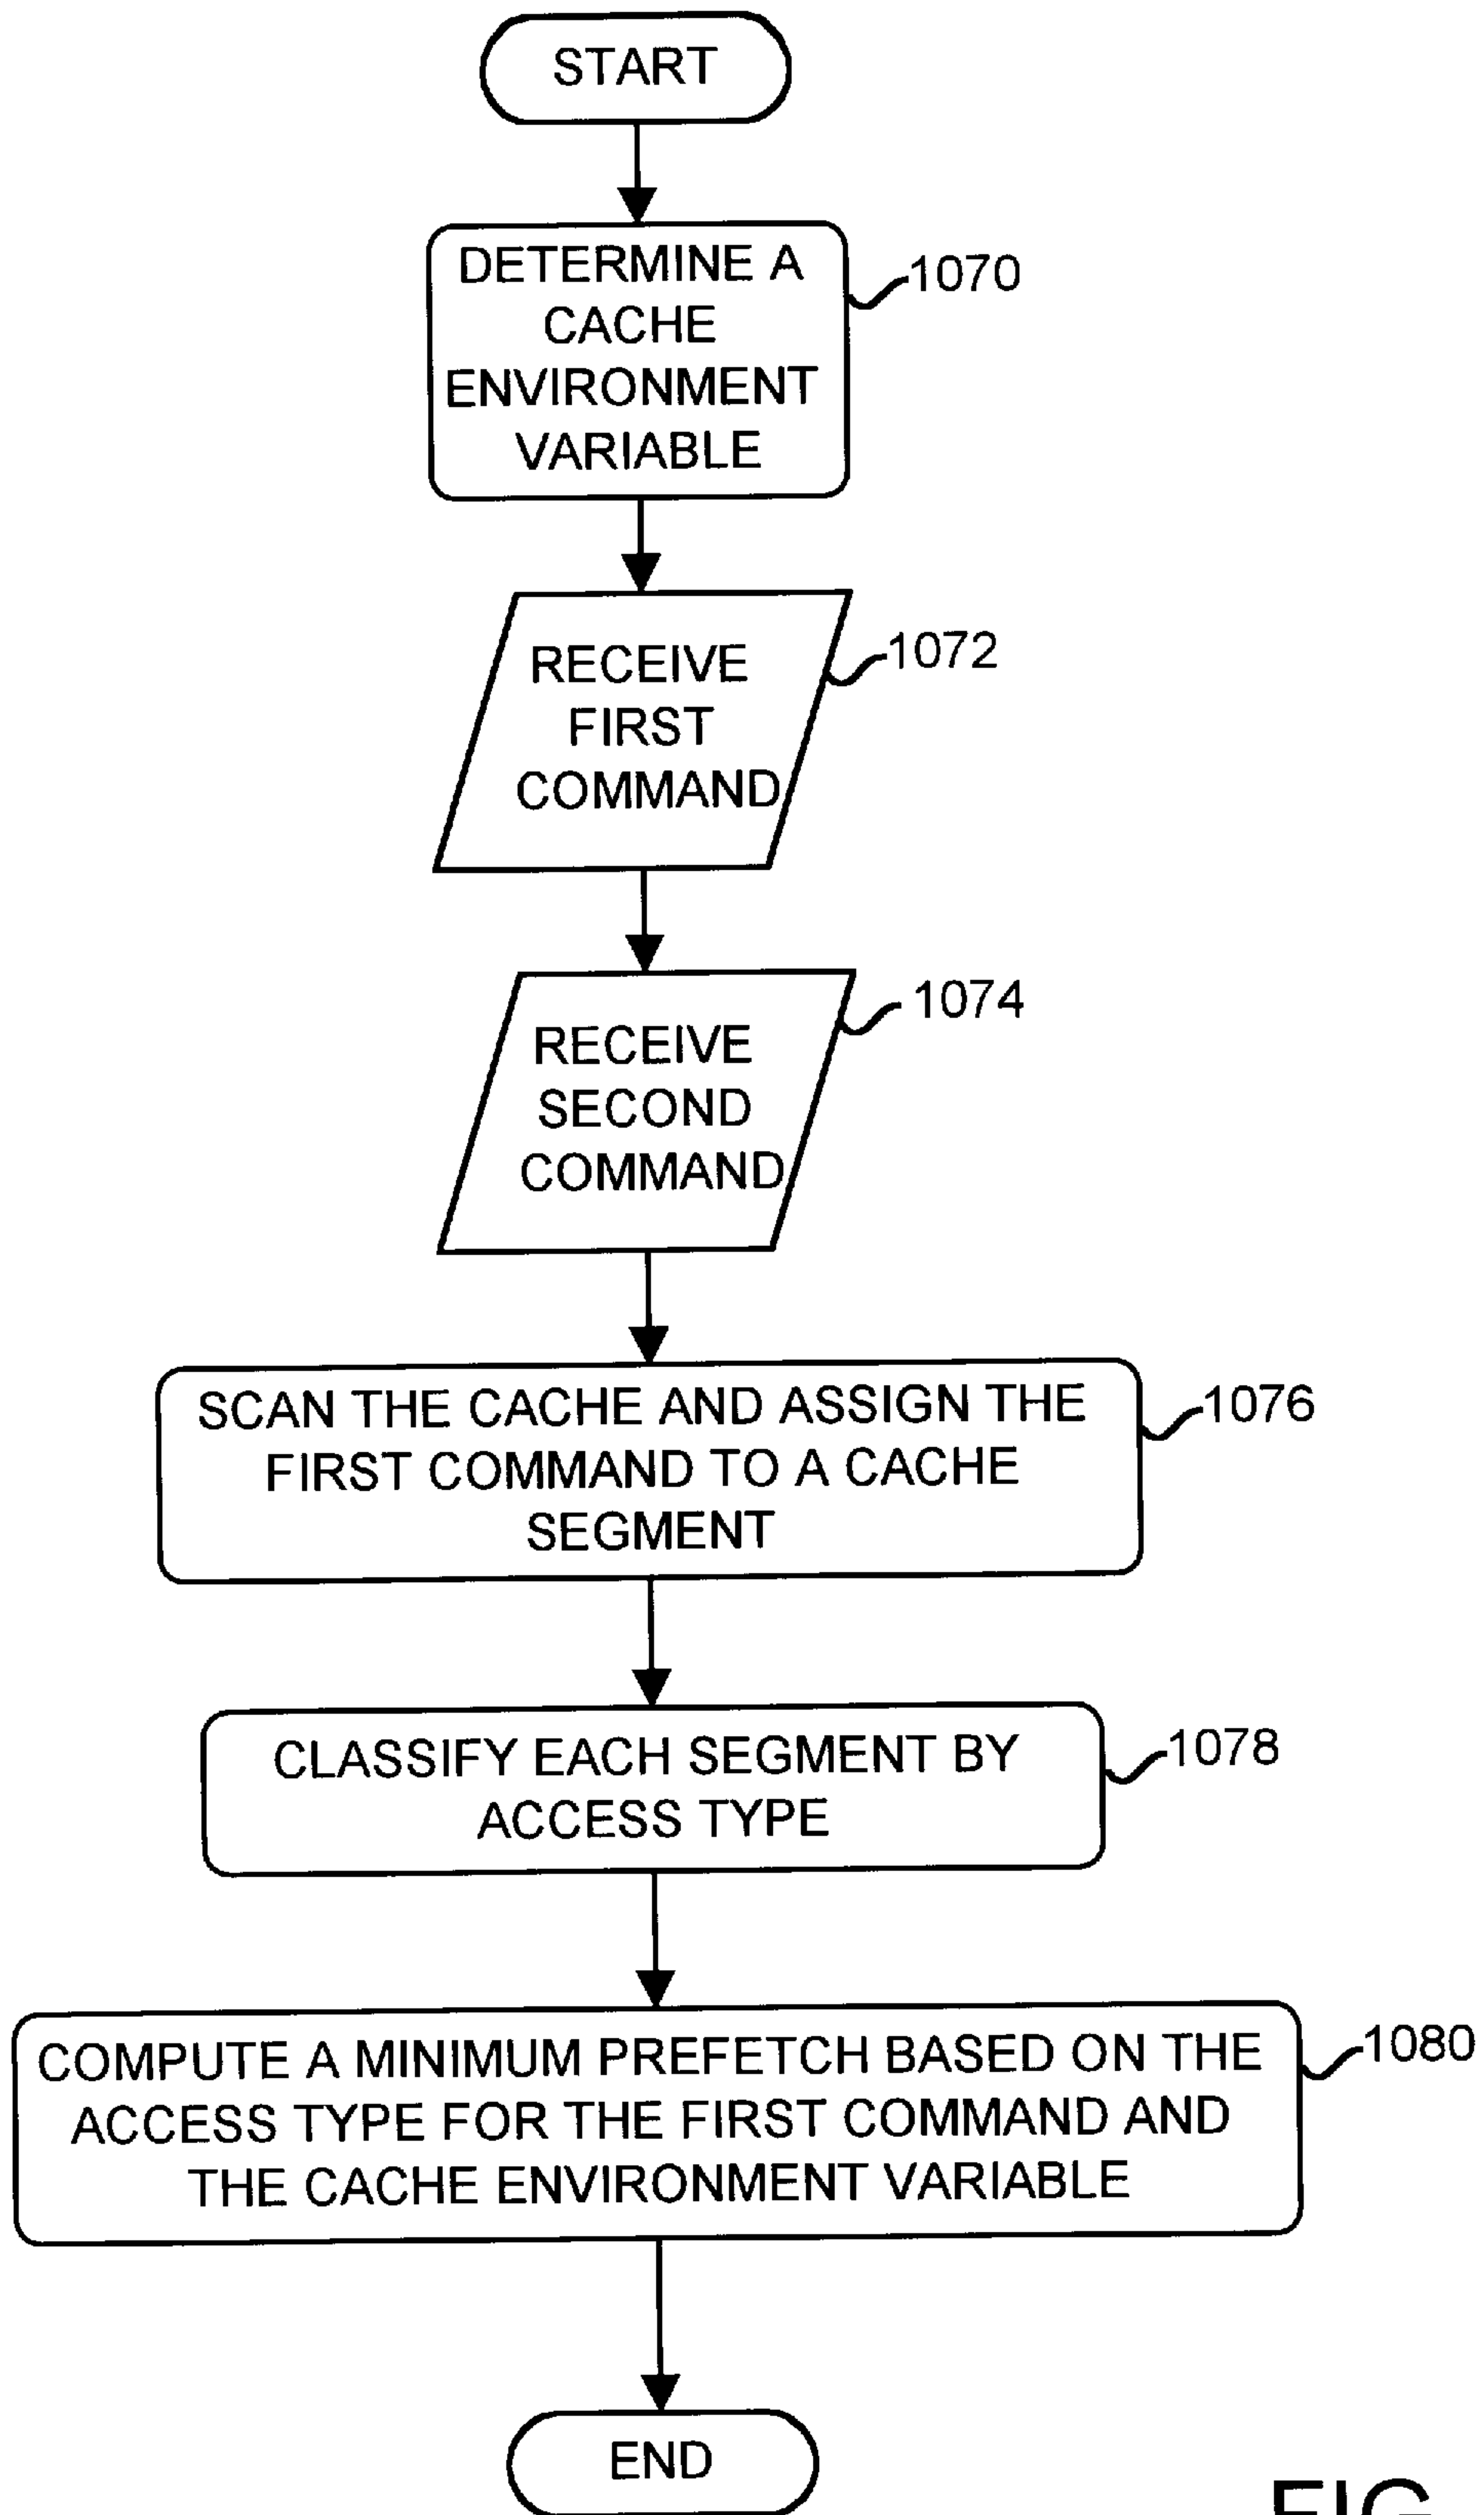 START
DETERMINE A
CACHE
ENVIRONMENT
VARIABLE
1070
RECEIVE
FIRST
COMMAND
1072
RECEIVE
SECOND
COMMAND
1074
SCAN THE CACHE AND ASSIGN THE
FIRST COMMAND TO A CACHE
SEGMENT
1076
CLASSIFY EACH SEGMENT BY
ACCESS TYPE
1078
COMPUTE A MINIMUM PREFETCH BASED ON THE
ACCESS TYPE FOR THE FIRST COMMAND AND
THE CACHE ENVIRONMENT VARIABLE
1080
END
FIG